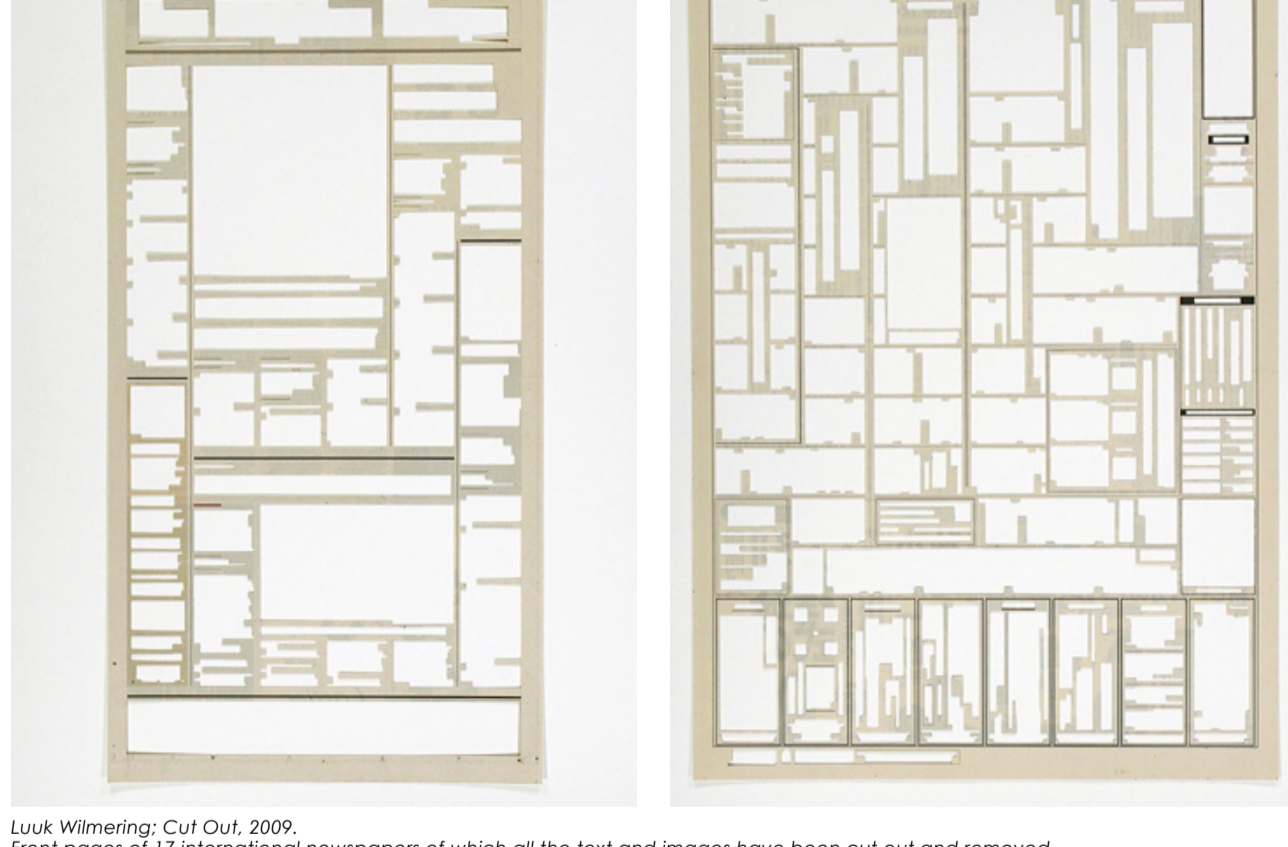 Luuk Wilmering; Cut Out, 2009.
Front pages of 17 international newspapers of which all the text and images have been cut out and removed